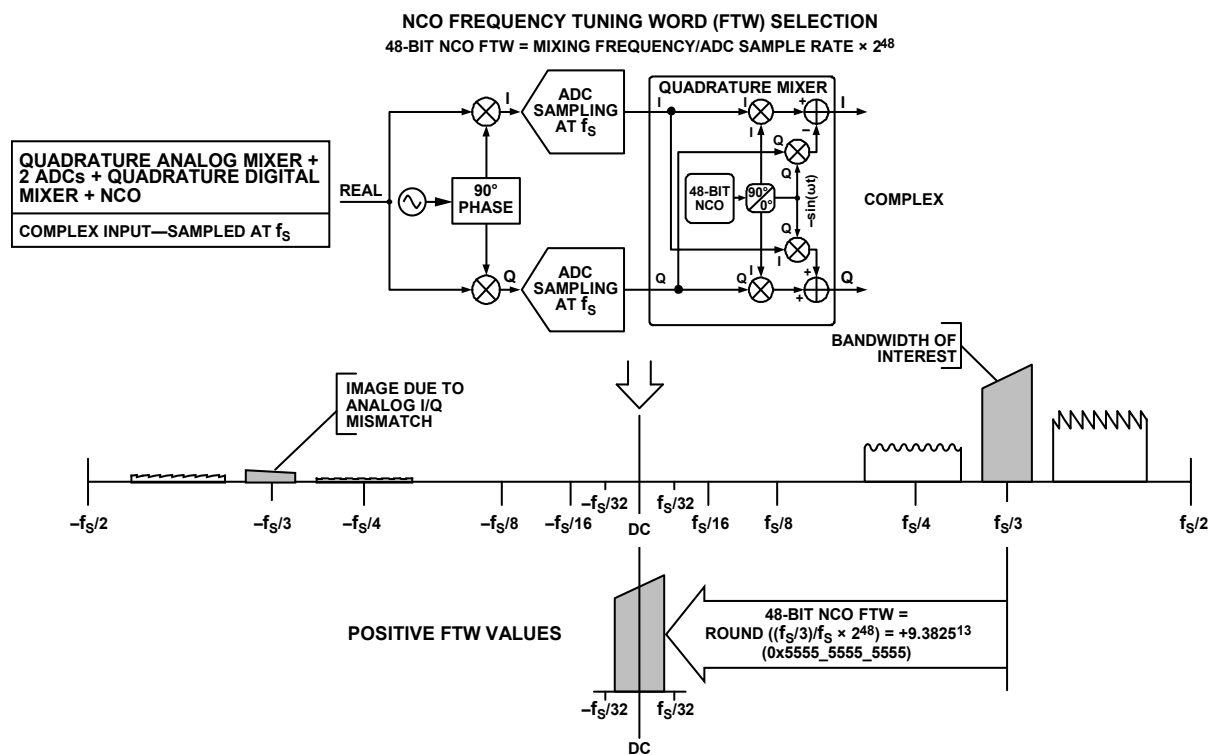 NCO FREQUENCY TUNING WORD (FTW) SELECTION
48-BIT NCO FTW = MIXING FREQUENCY/ADC SAMPLE RATE × 2⁴⁸
QUADRATURE ANALOG MIXER +
2 ADCs + QUADRATURE DIGITAL
MIXER + NCO
COMPLEX INPUT—SAMPLED AT fS
REAL
90°
PHASE
I
Q
ADC
SAMPLING
AT fS
ADC
SAMPLING
AT fS
QUADRATURE MIXER
I
I
I
+
–
I
Q
Q
48-BIT
NCO
90°
0°
–sin(ωt)
Q
I
I
Q
Q
+
+
Q
COMPLEX
BANDWIDTH OF
INTEREST
IMAGE DUE TO
ANALOG I/Q
MISMATCH
–fS/2
–fS/3
–fS/4
–fS/8
–fS/16
–fS/32
DC
fS/32
fS/16
fS/8
fS/4
fS/3
fS/2
POSITIVE FTW VALUES
48-BIT NCO FTW =
ROUND ((fS/3)/fS × 2⁴⁸) = +9.3825¹³
(0x5555_5555_5555)
–fS/32
fS/32
DC